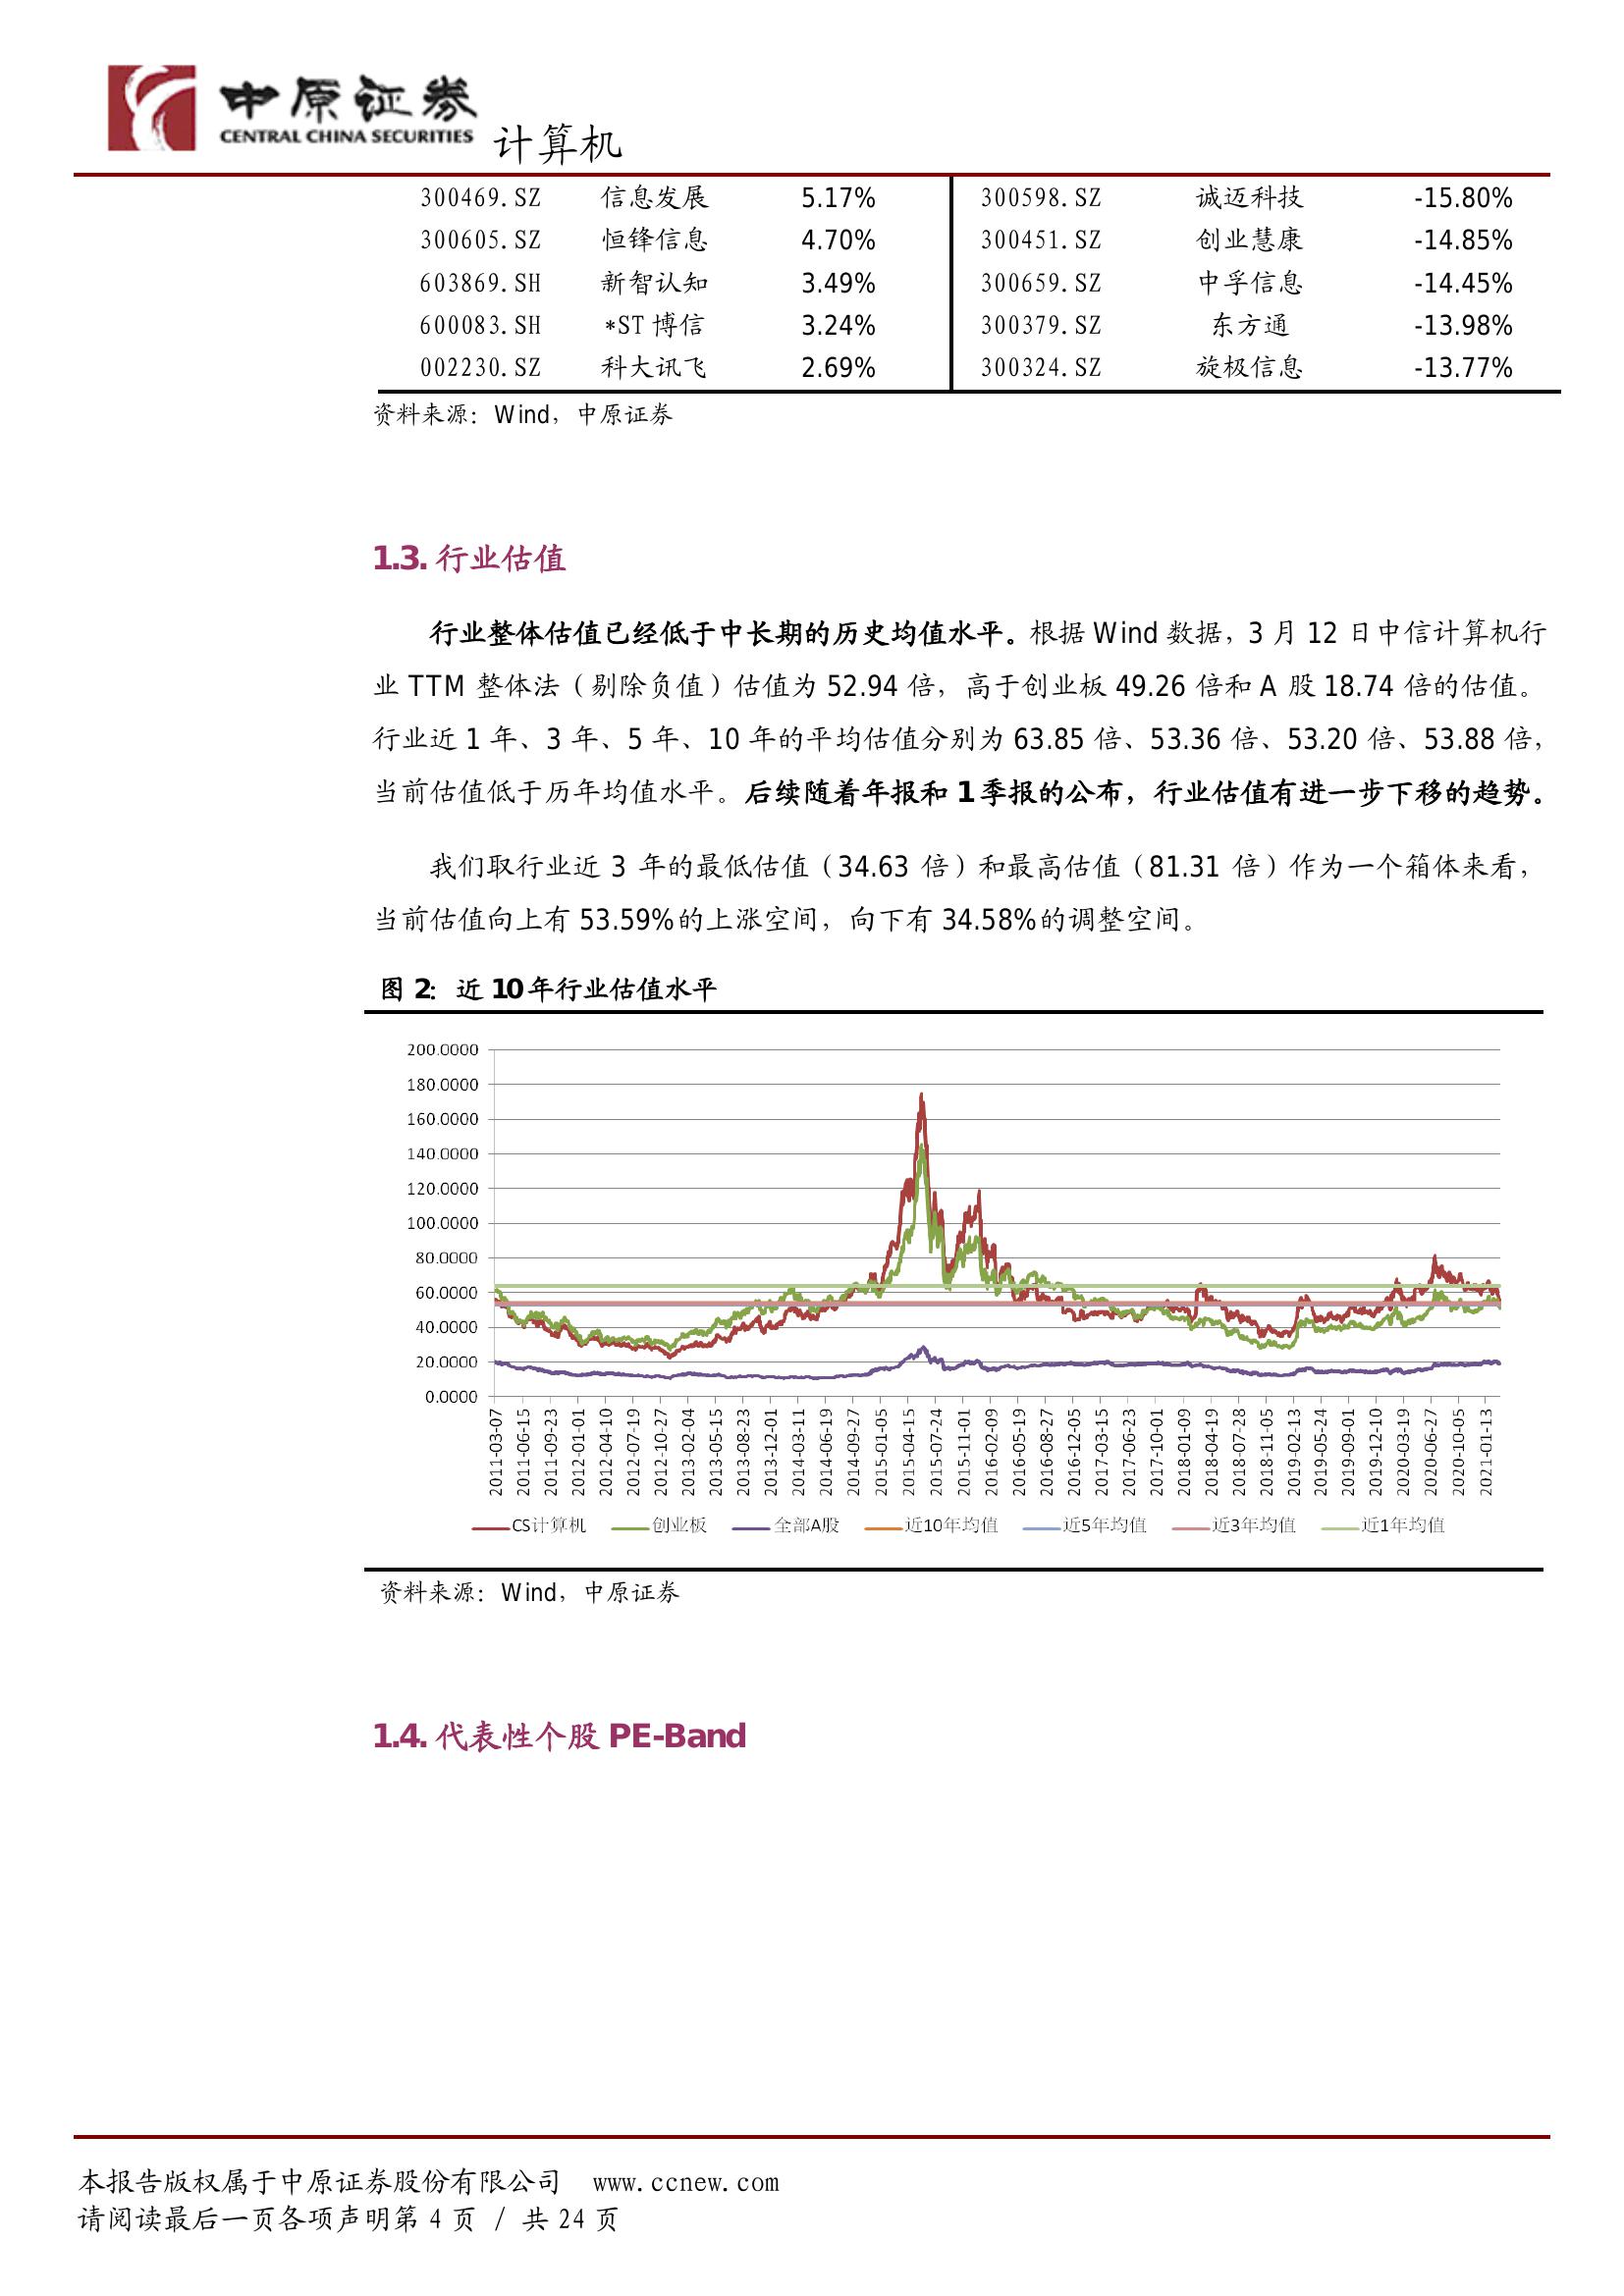 中原证券
CENTRAL CHINA SECURITIES
计算机
300469.SZ 信息发展 5.17% 300598.SZ 诚迈科技 -15.80%
300605.SZ 恒锋信息 4.70% 300451.SZ 创业慧康 -14.85%
603869.SH 新智认知 3.49% 300659.SZ 中孚信息 -14.45%
600083.SH *ST 博信 3.24% 300379.SZ 东方通 -13.98%
002230.SZ 科大讯飞 2.69% 300324.SZ 旋极信息 -13.77%
资料来源：Wind，中原证券
1.3. 行业估值
行业整体估值已经低于中长期的历史均值水平。根据 Wind 数据，3 月 12 日中信计算机行
业 TTM 整体法（剔除负值）估值为 52.94 倍，高于创业板 49.26 倍和 A 股 18.74 倍的估值。
行业近 1 年、3 年、5 年、10 年的平均估值分别为 63.85 倍、53.36 倍、53.20 倍、53.88 倍，
当前估值低于历年均值水平。后续随着年报和 1 季报的公布，行业估值有进一步下移的趋势。
我们取行业近 3 年的最低估值（34.63 倍）和最高估值（81.31 倍）作为一个箱体来看，
当前估值向上有 53.59%的上涨空间，向下有 34.58%的调整空间。
图 2：近 10 年行业估值水平
200.0000
180.0000
160.0000
140.0000
120.0000
100.0000
80.0000
60.0000
40.0000
20.0000
0.0000
2011-03-07
2011-06-15
2011-09-23
2012-01-01
2012-04-10
2012-07-19
2012-10-27
2013-02-04
2013-05-15
2013-08-23
2013-12-01
2014-03-11
2014-06-19
2014-09-27
2015-01-05
2015-04-15
2015-07-24
2015-11-01
2016-02-09
2016-05-19
2016-08-27
2016-12-05
2017-03-15
2017-06-23
2017-10-01
2018-01-09
2018-04-19
2018-07-28
2018-11-05
2019-02-13
2019-05-24
2019-09-01
2019-12-10
2020-03-19
2020-06-27
2020-10-05
2021-01-13
CS计算机 创业板 全部A股 近10年均值 近5年均值 近3年均值 近1年均值
资料来源：Wind，中原证券
1.4. 代表性个股 PE-Band
本报告版权属于中原证券股份有限公司 www.ccnew.com
请阅读最后一页各项声明第 4 页 / 共 24 页